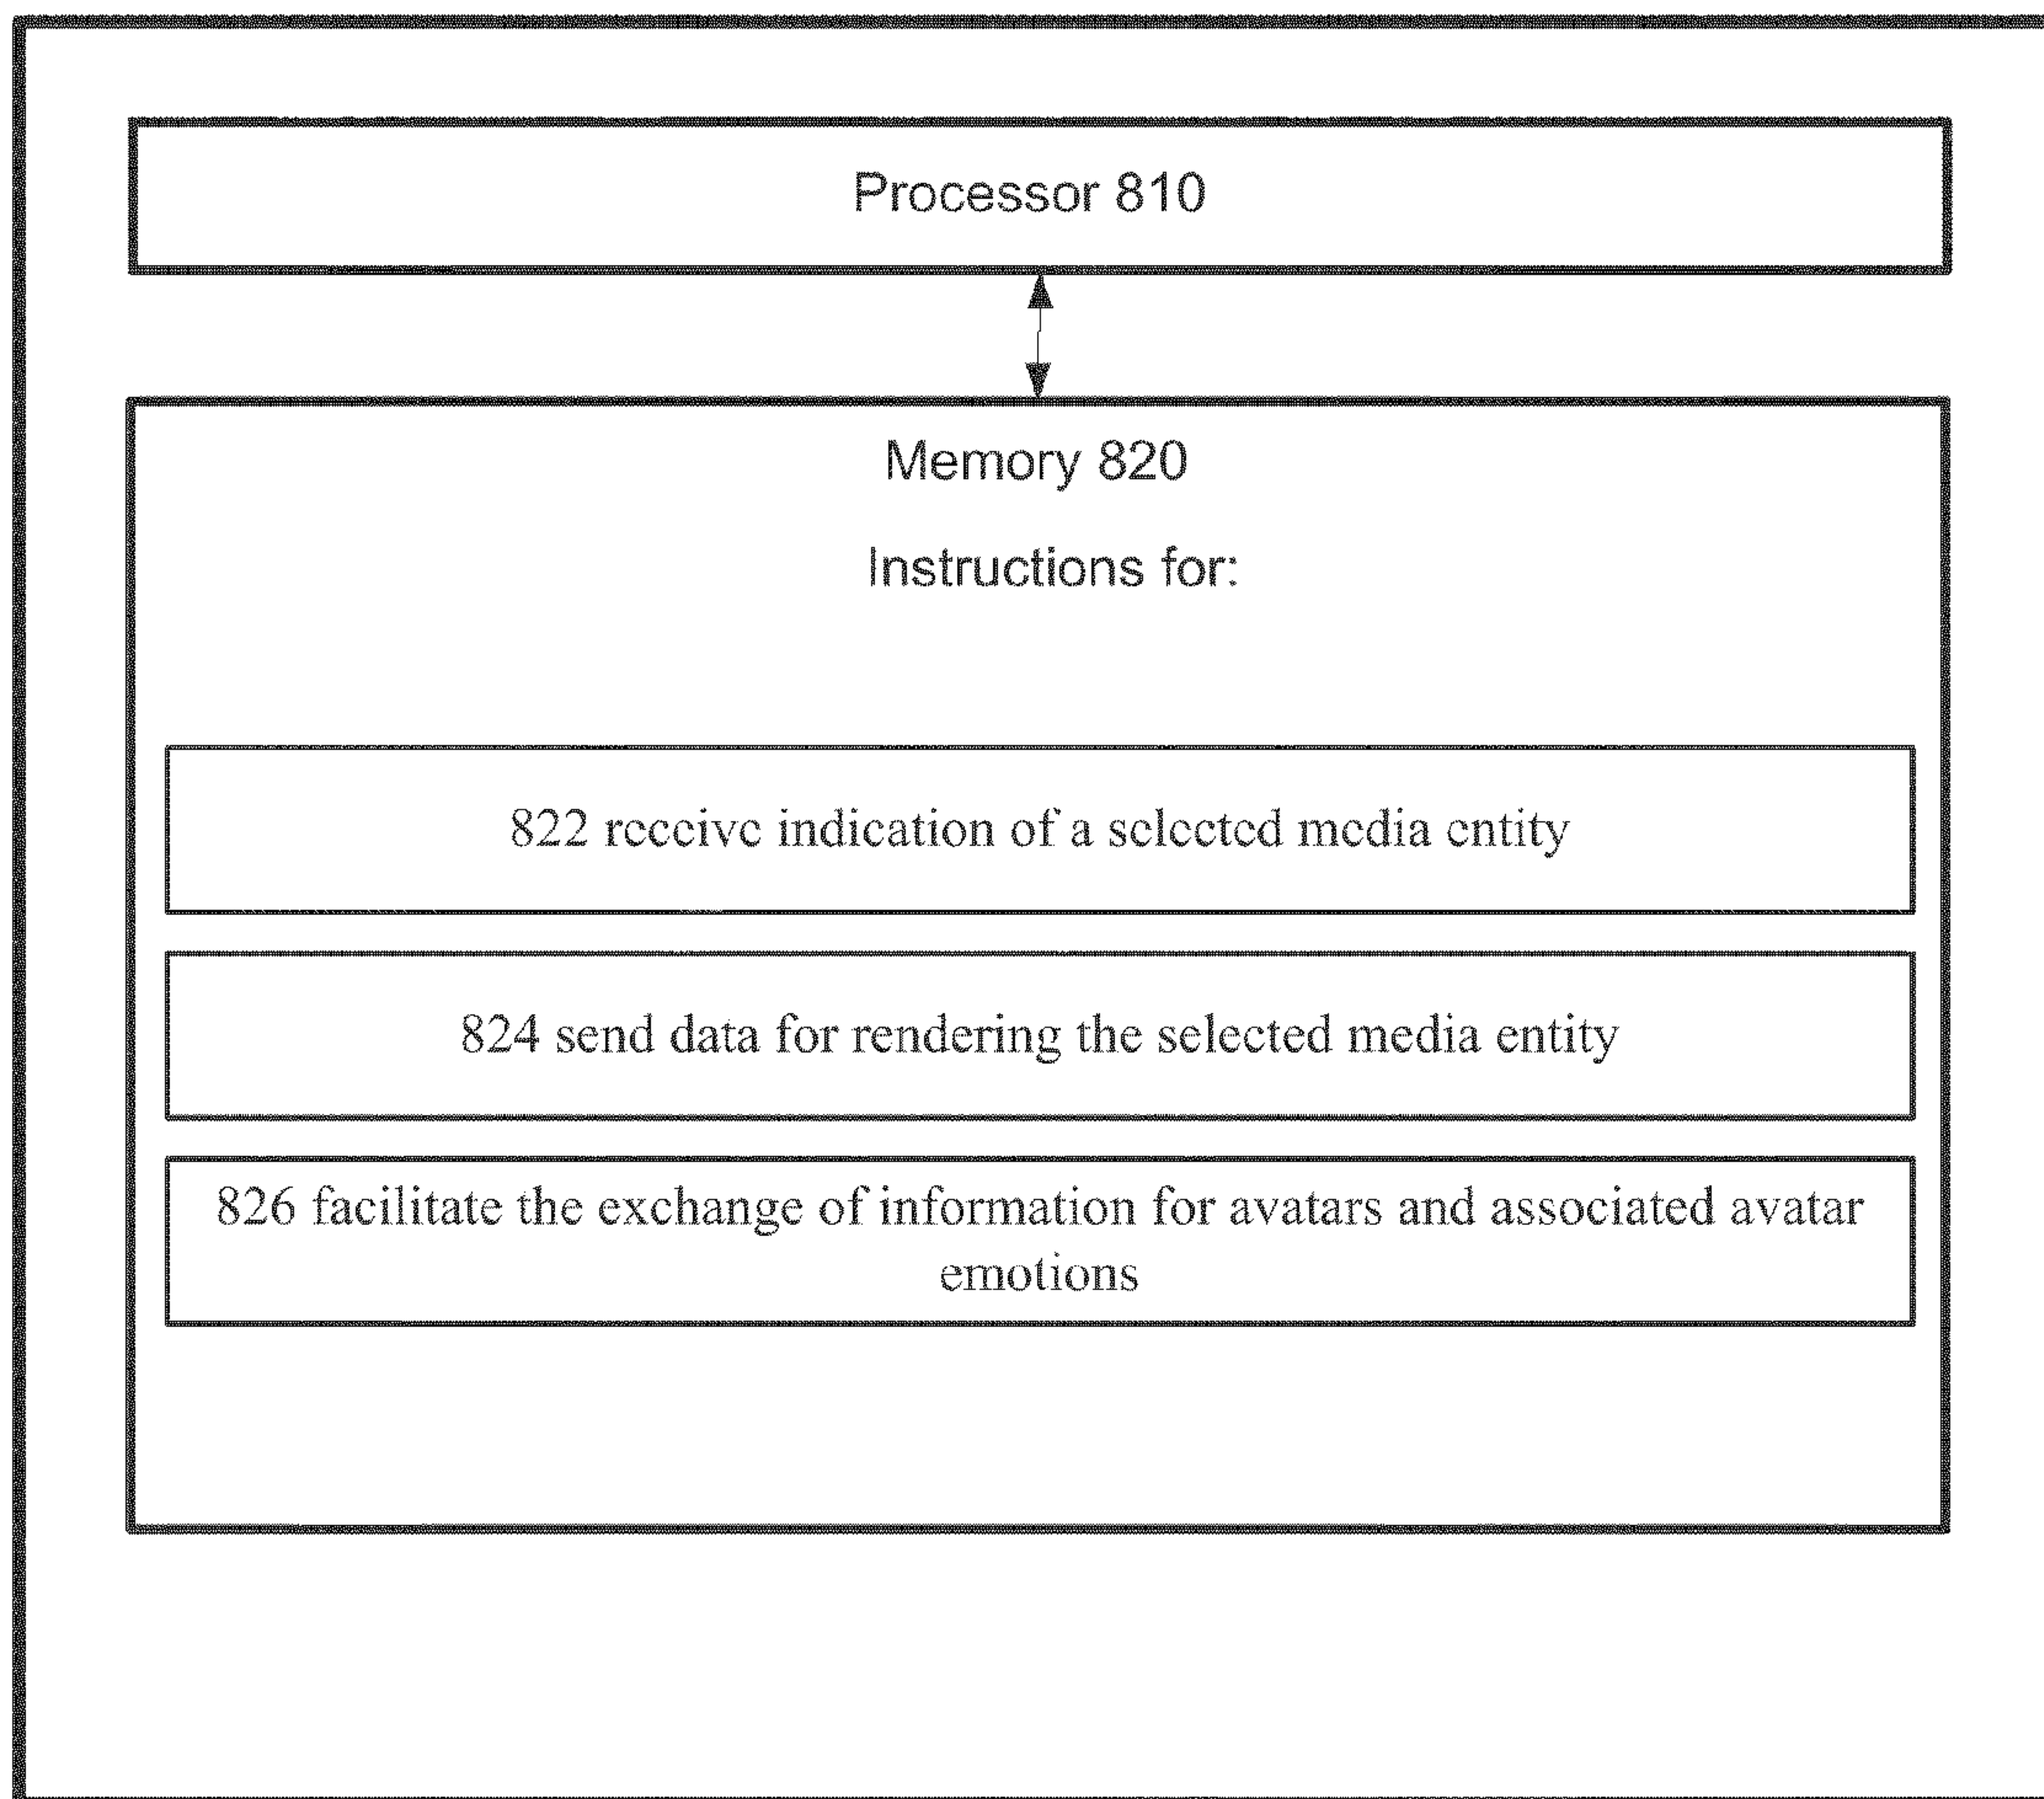 Processor 810
Memory 820
Instructions for:
822 receive indication of a selected media entity
824 send data for rendering the selected media entity
826 facilitate the exchange of information for avatars and associated avatar
emotions